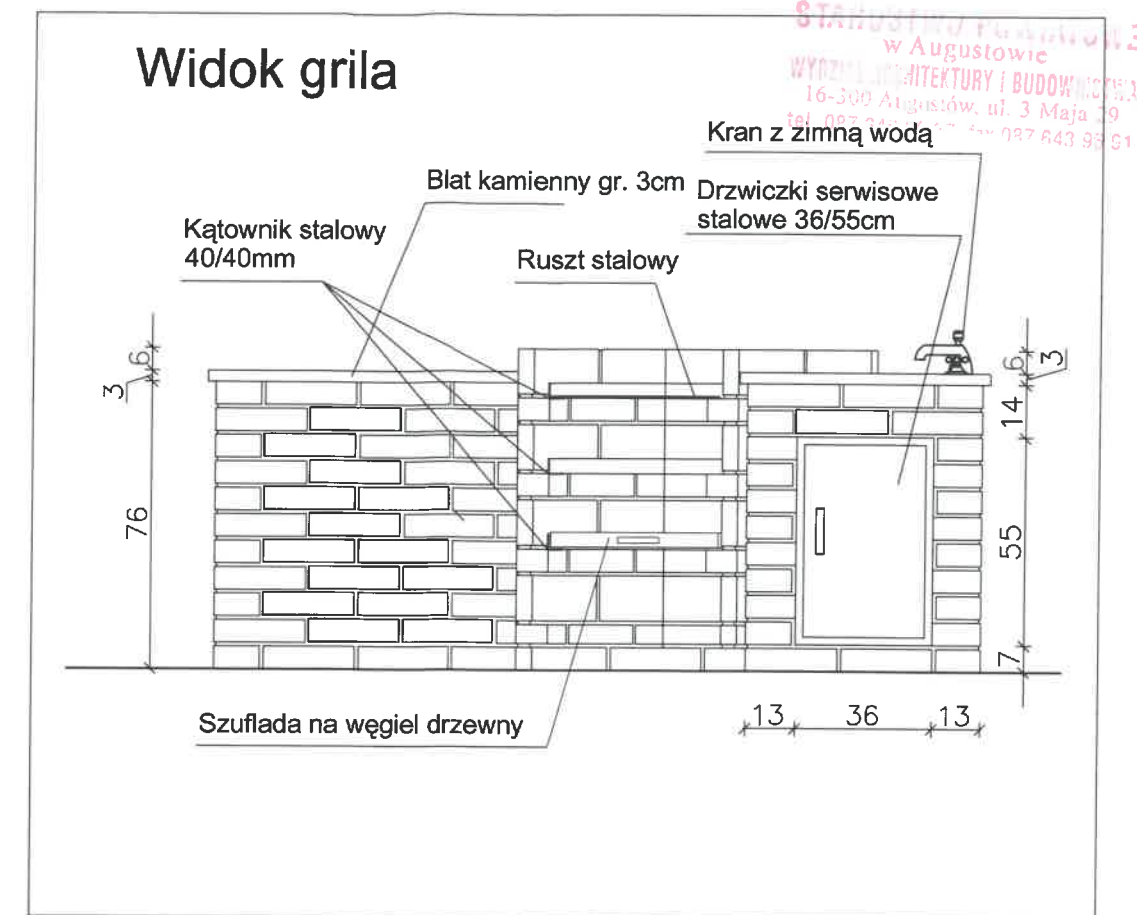 Widok grila
w Augustowie
16-300 Augustów, ul. 3 Maja 29
Kran z zimną wodą
Blat kamienny gr. 3cm
Drzwiczki serwisowe
stalowe 36/55cm
Kątownik stalowy
40/40mm
Ruszt stalowy
6
3
76
6
3
14
55
7
13
36
13
Szuflada na węgiel drzewny